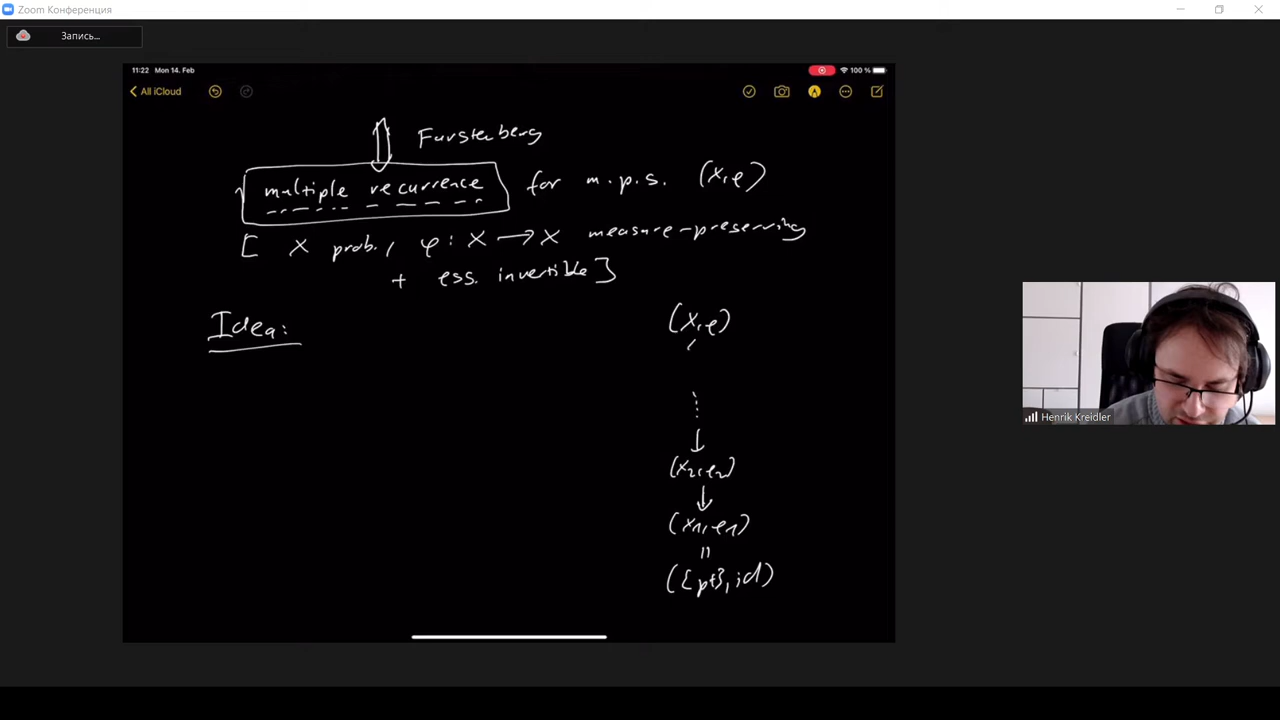 Zoom Конференция
Запись...
11:22 Mon 14. Feb
100 %
All iCloud
⇕ Furstenberg
multiple recurrence for m.p.s. (X,φ)
[ X prob., φ: X → X measure-preserving
+ ess. invertible ]
Idea:
(X,φ)
↓
(X₂,φ₂)
↓
(X₁,φ₁)
=
({pt}, id)
Henrik Kreidler